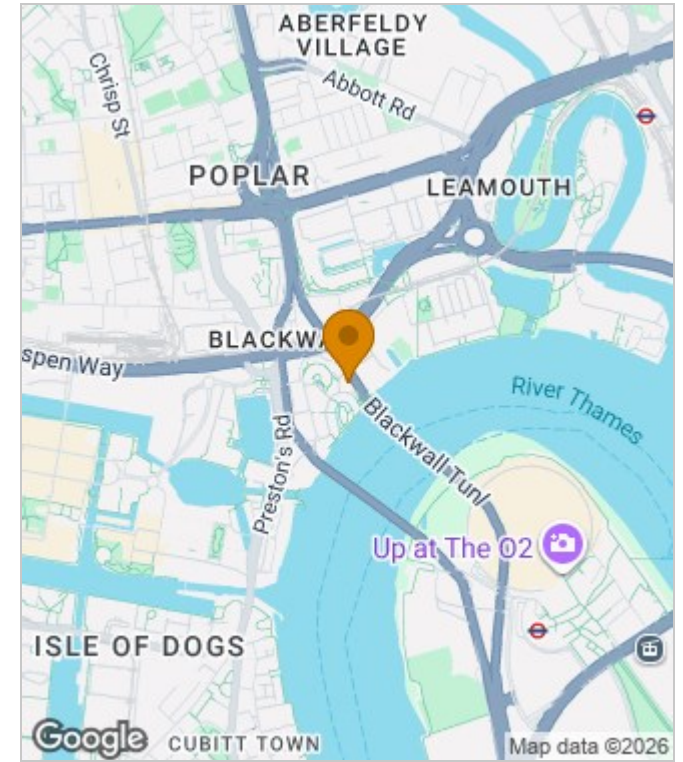 ABERFELDY
VILLAGE
Chrisp St
Abbott Rd
POPLAR
LEAMOUTH
BLACKWA
spen Way
River Thames
Blackwall Tunl
Preston's Rd
Up at The O2
ISLE OF DOGS
Google
CUBITT TOWN
Map data ©2026